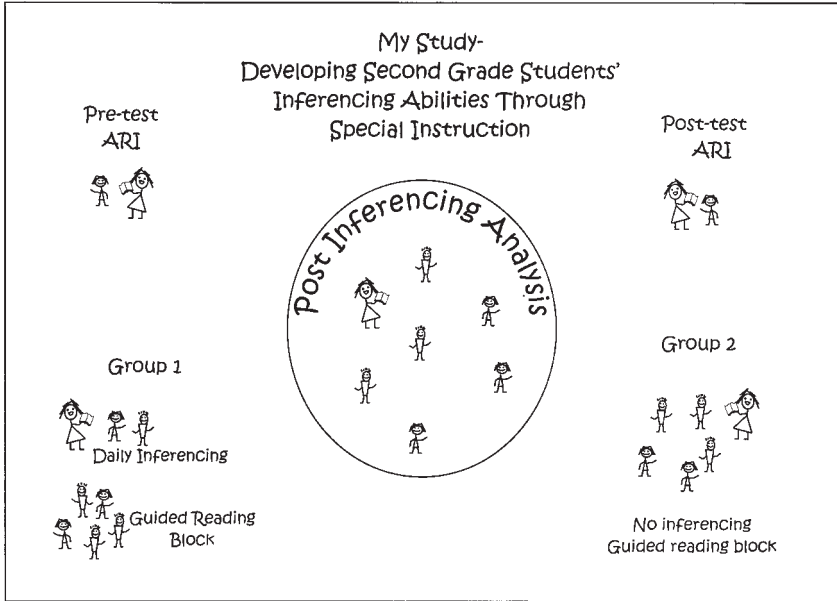 My Study-
Developing Second Grade Students'
Inferencing Abilities Through
Special Instruction
Pre-test
ARI
Post-test
ARI
Post Inferencing Analysis
Group 1
Daily Inferencing
Guided Reading
Block
Group 2
No inferencing
Guided reading block